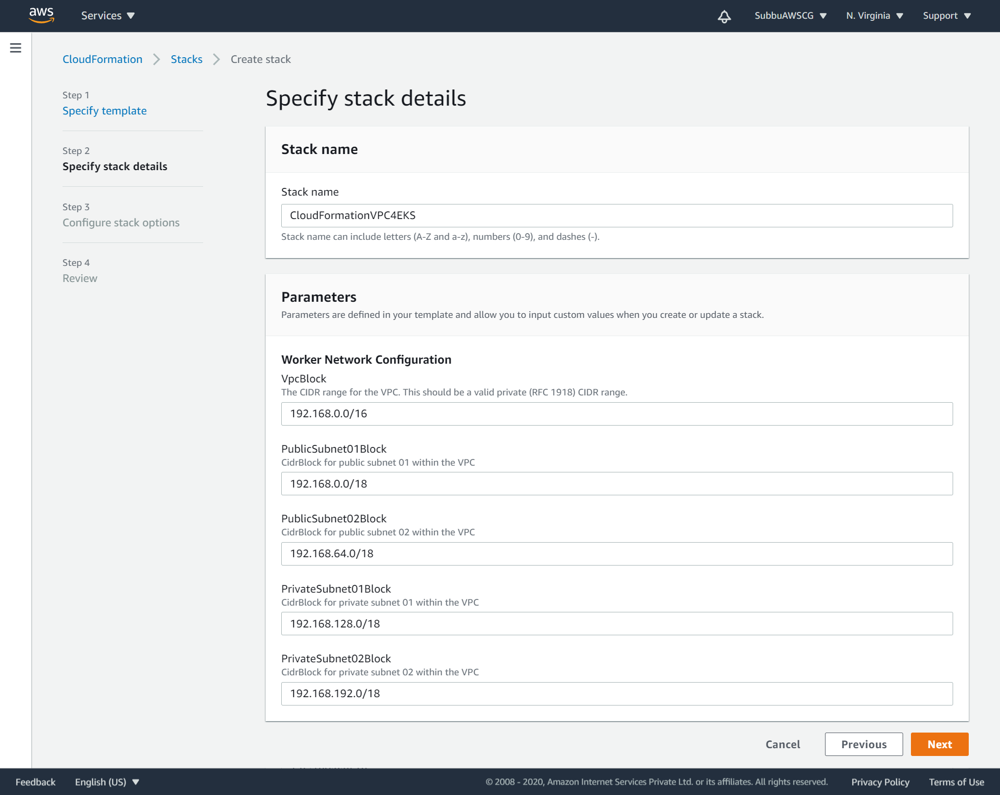 aws
Services
SubbuAWSCG
N. Virginia
Support
CloudFormation
Stacks
Create stack
Step 1
Specify template
Step 2
Specify stack details
Step 3
Configure stack options
Step 4
Review
Specify stack details
Stack name
Stack name
CloudFormationVPC4EKS
Stack name can include letters (A-Z and a-z), numbers (0-9), and dashes (-).
Parameters
Parameters are defined in your template and allow you to input custom values when you create or update a stack.
Worker Network Configuration
VpcBlock
The CIDR range for the VPC. This should be a valid private (RFC 1918) CIDR range.
192.168.0.0/16
PublicSubnet01Block
CidrBlock for public subnet 01 within the VPC
192.168.0.0/18
PublicSubnet02Block
CidrBlock for public subnet 02 within the VPC
192.168.64.0/18
PrivateSubnet01Block
CidrBlock for private subnet 01 within the VPC
192.168.128.0/18
PrivateSubnet02Block
CidrBlock for private subnet 02 within the VPC
192.168.192.0/18
Cancel
Previous
Next
Feedback
English (US)
© 2008 - 2020, Amazon Internet Services Private Ltd. or its affiliates. All rights reserved.
Privacy Policy
Terms of Use